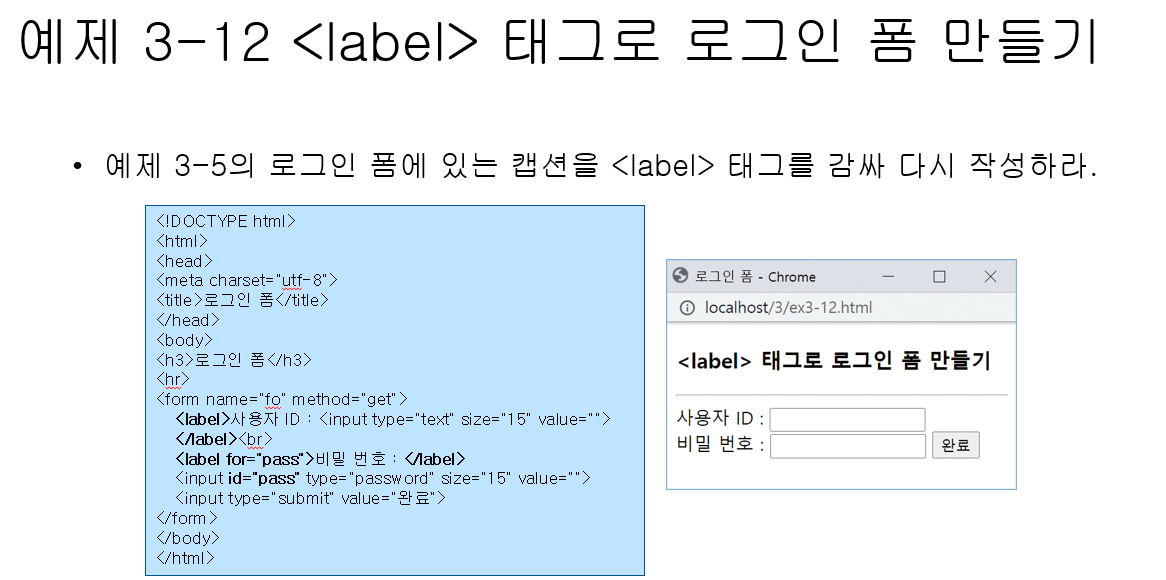 예제 3-12 <label> 태그로 로그인 폼 만들기
• 예제 3-5의 로그인 폼에 있는 캡션을 <label> 태그를 감싸 다시 작성하라.
<!DOCTYPE html>
<html>
<head>
<meta charset="utf-8">
<title>로그인 폼</title>
</head>
<body>
<h3>로그인 폼</h3>
<hr>
<form name="fo" method="get">
<label>사용자 ID : <input type="text" size="15" value="">
</label><br>
<label for="pass">비밀 번호 : </label>
<input id="pass" type="password" size="15" value="">
<input type="submit" value="완료">
</form>
</body>
</html>
로그인 폼 - Chrome
localhost/3/ex3-12.html
<label> 태그로 로그인 폼 만들기
사용자 ID :
비밀 번호 : 완료